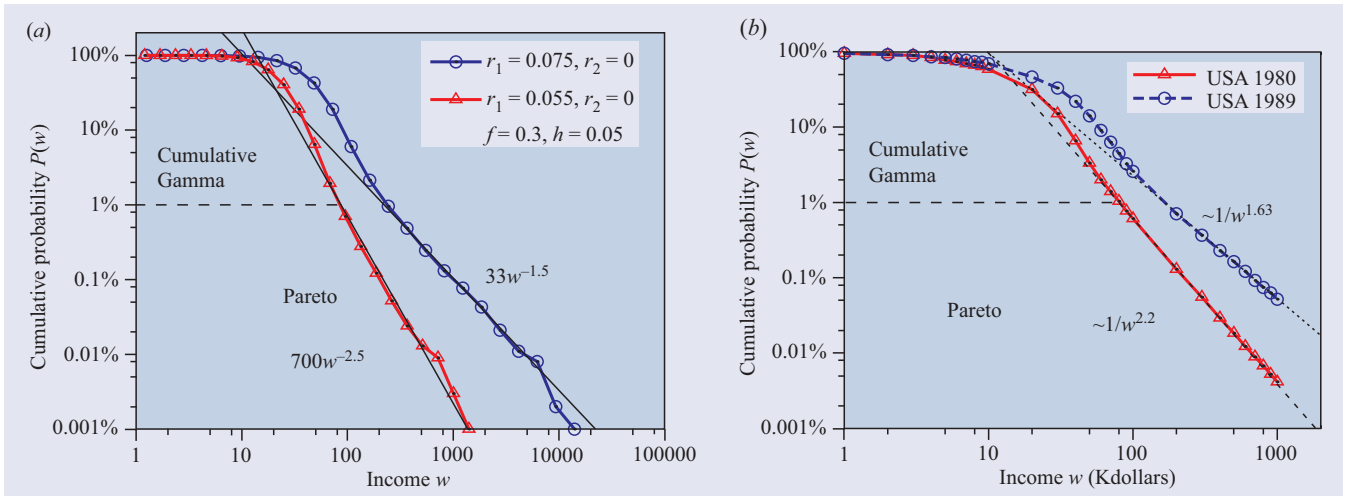 (a)
Cumulative probability P(w)
100%
10%
1%
0.1%
0.01%
0.001%
r₁ = 0.075, r₂ = 0
r₁ = 0.055, r₂ = 0
f = 0.3, h = 0.05
Cumulative
Gamma
33w⁻¹·⁵
Pareto
700w⁻²·⁵
1 10 100 1000 10000 100000
Income w
(b)
Cumulative probability P(w)
100%
10%
1%
0.1%
0.01%
0.001%
USA 1980
USA 1989
Cumulative
Gamma
~1/w¹·⁶³
Pareto
~1/w²·²
1 10 100 1000
Income w (Kdollars)